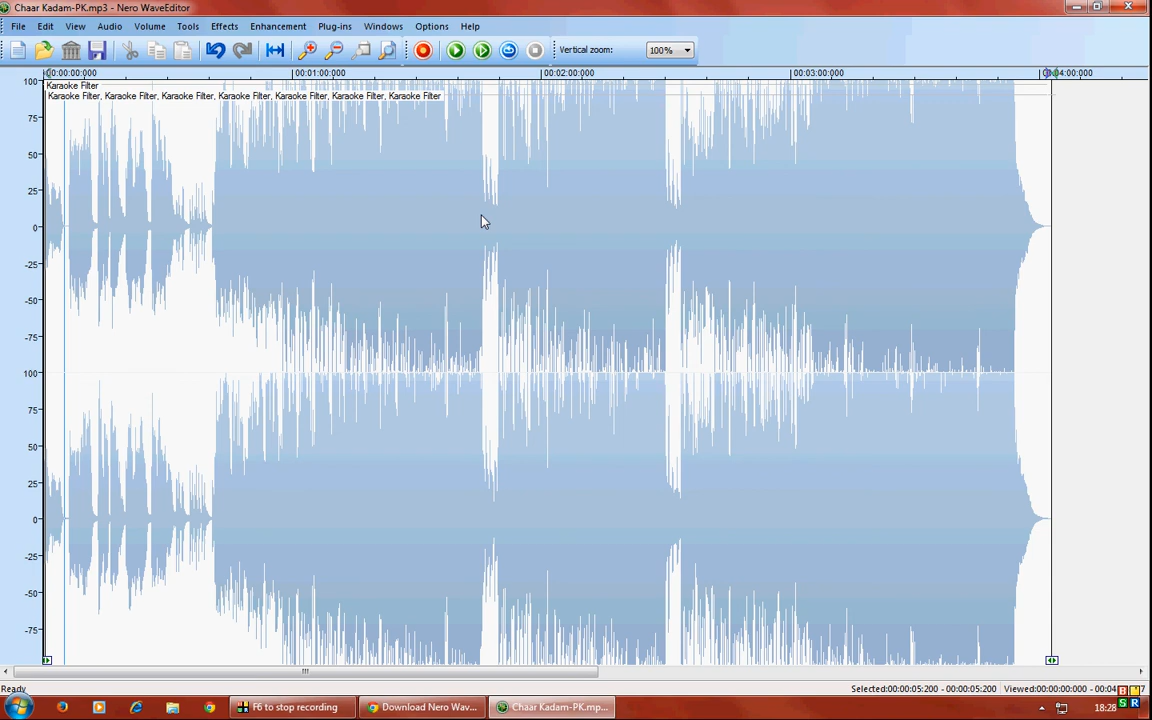 Chaar Kadam-PK.mp3 - Nero WaveEditor
File Edit View Audio Volume Tools Effects Enhancement Plug-ins Windows Options Help
Vertical zoom: 100%
00:00:00:000 00:01:00:000 00:02:00:000 00:03:00:000 04:00:000
100
Karaoke Filter
Karaoke Filter, Karaoke Filter, Karaoke Filter, Karaoke Filter, Karaoke Filter, Karaoke Filter, Karaoke Filter
75
50
25
0
-25
-50
-75
100
75
50
25
0
-25
-50
-75
Ready
Selected:00:00:05:200 - 00:00:05:200 Viewed:00:00:00:000 - 00:04
F6 to stop recording
Download Nero Wav...
Chaar Kadam-PK.mp...
18:28
B
S R